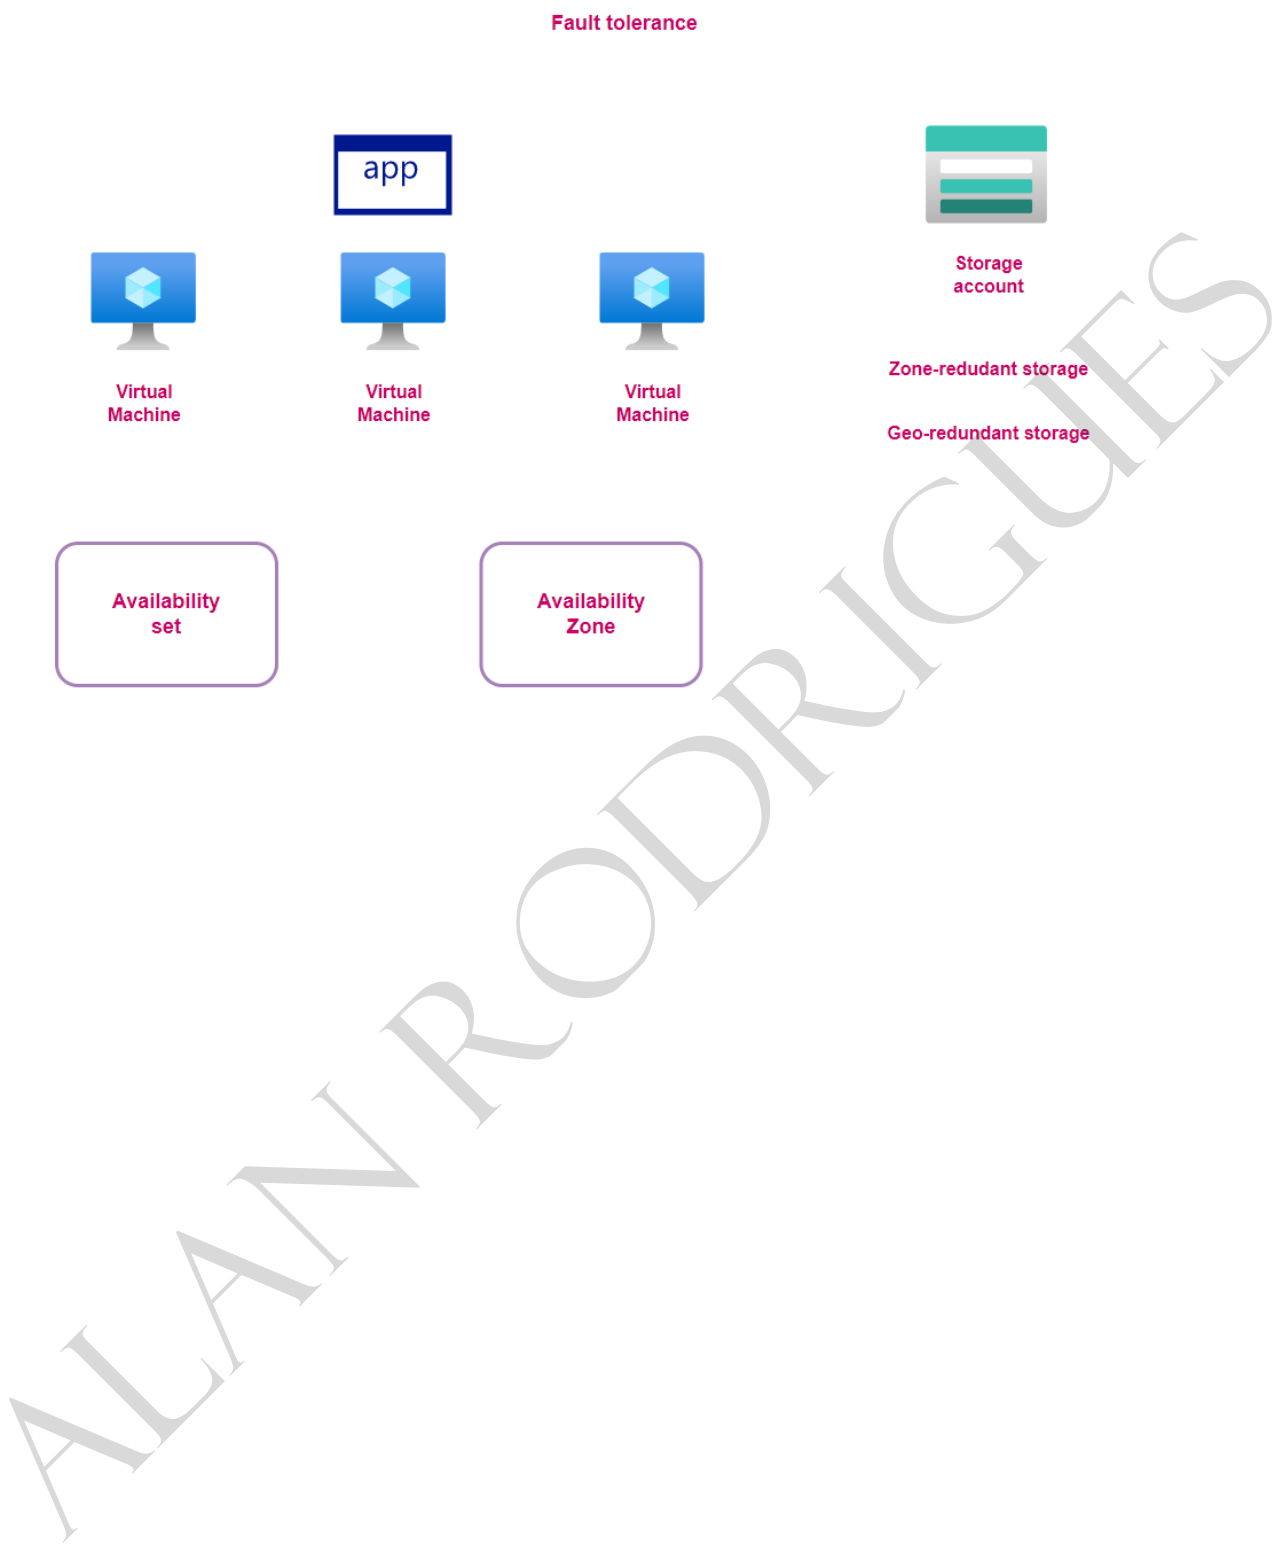 Fault tolerance
app
Storage
account
Virtual
Machine
Virtual
Machine
Virtual
Machine
Zone-redudant storage
Geo-redundant storage
Availability
set
Availability
Zone
ALAN RODRIGUES